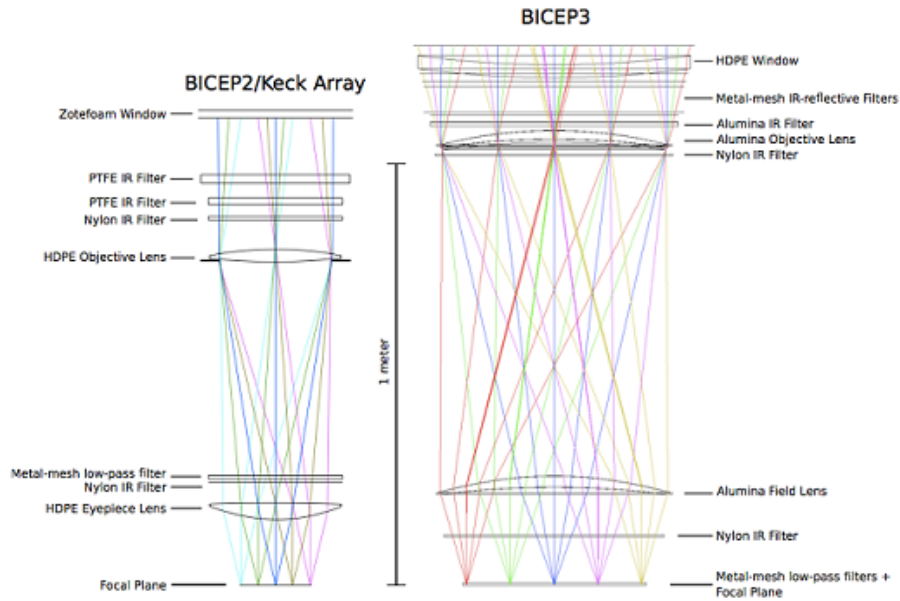 BICEP3
BICEP2/Keck Array
Zotefoam Window
PTFE IR Filter
PTFE IR Filter
Nylon IR Filter
HDPE Objective Lens
Metal-mesh low-pass filter
Nylon IR Filter
HDPE Eyepiece Lens
Focal Plane
1 meter
HDPE Window
Metal-mesh IR-reflective Filters
Alumina IR Filter
Alumina Objective Lens
Nylon IR Filter
Alumina Field Lens
Nylon IR Filter
Metal-mesh low-pass filters +
Focal Plane